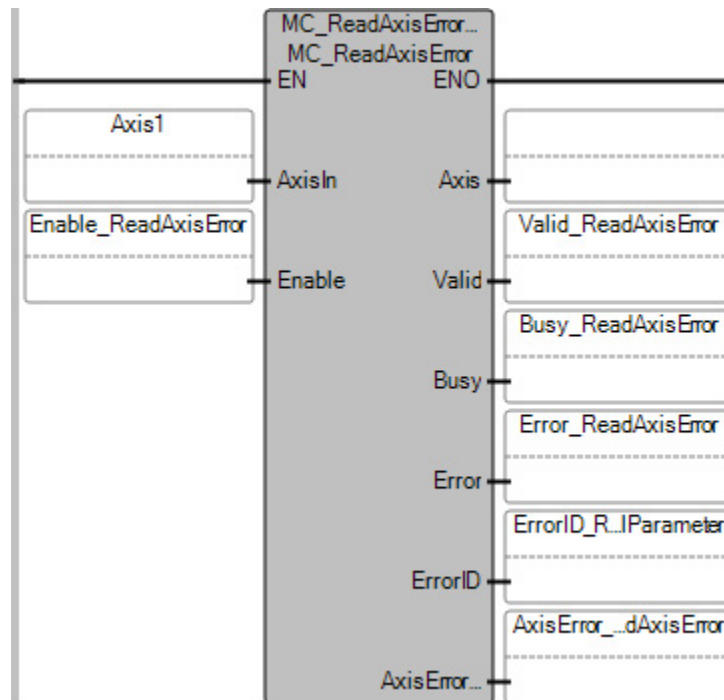 MC_ReadAxisError...
MC_ReadAxisError
EN ENO
Axis1
AxisIn Axis
Enable_ReadAxisError Valid_ReadAxisError
Enable Valid
Busy_ReadAxisError
Busy
Error_ReadAxisError
Error
ErrorID_R...lParameter
ErrorID
AxisError_...dAxisError
AxisError...